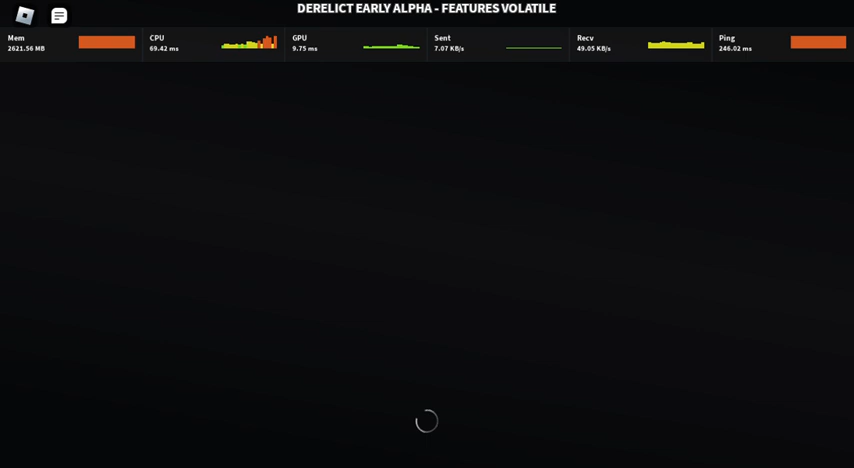 DERELICT EARLY ALPHA - FEATURES VOLATILE
Mem
2621.56 MB
CPU
69.42 ms
GPU
9.75 ms
Sent
7.07 KB/s
Recv
49.05 KB/s
Ping
246.02 ms